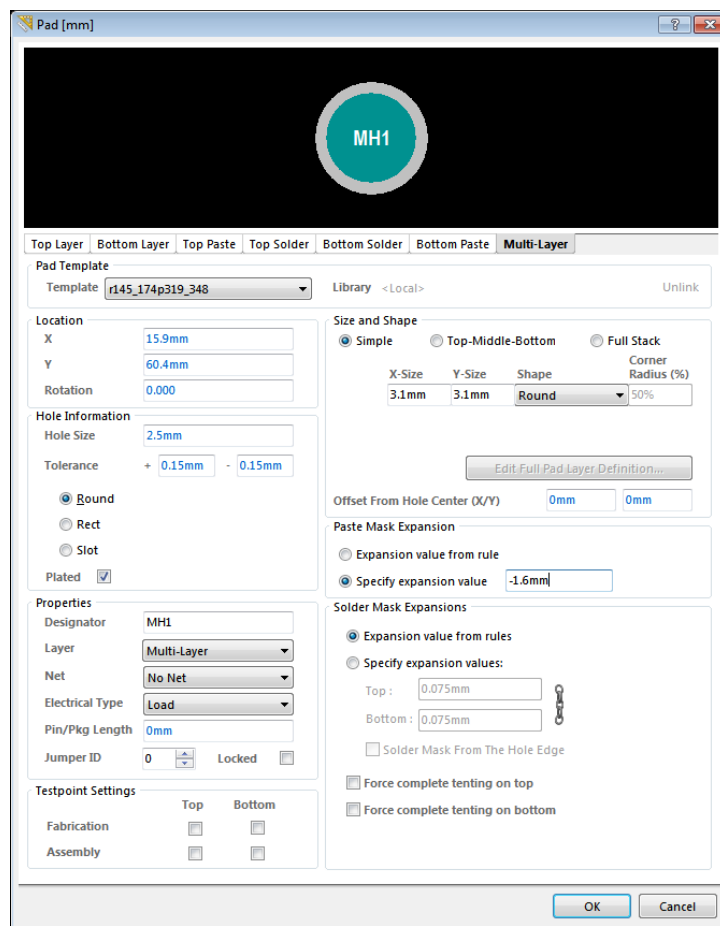 Pad [mm]
MH1
Top Layer Bottom Layer Top Paste Top Solder Bottom Solder Bottom Paste Multi-Layer
Pad Template
Template r145_174p319_348 Library <Local> Unlink
Location
X 15.9mm
Y 60.4mm
Rotation 0.000
Hole Information
Hole Size 2.5mm
Tolerance + 0.15mm - 0.15mm
Round
Rect
Slot
Plated
Properties
Designator MH1
Layer Multi-Layer
Net No Net
Electrical Type Load
Pin/Pkg Length 0mm
Jumper ID 0 Locked
Testpoint Settings
Top Bottom
Fabrication
Assembly
Size and Shape
Simple Top-Middle-Bottom Full Stack
X-Size Y-Size Shape Corner Radius (%)
3.1mm 3.1mm Round 50%
Edit Full Pad Layer Definition...
Offset From Hole Center (X/Y) 0mm 0mm
Paste Mask Expansion
Expansion value from rule
Specify expansion value -1.6mm
Solder Mask Expansions
Expansion value from rules
Specify expansion values:
Top : 0.075mm
Bottom : 0.075mm
Solder Mask From The Hole Edge
Force complete tenting on top
Force complete tenting on bottom
OK Cancel